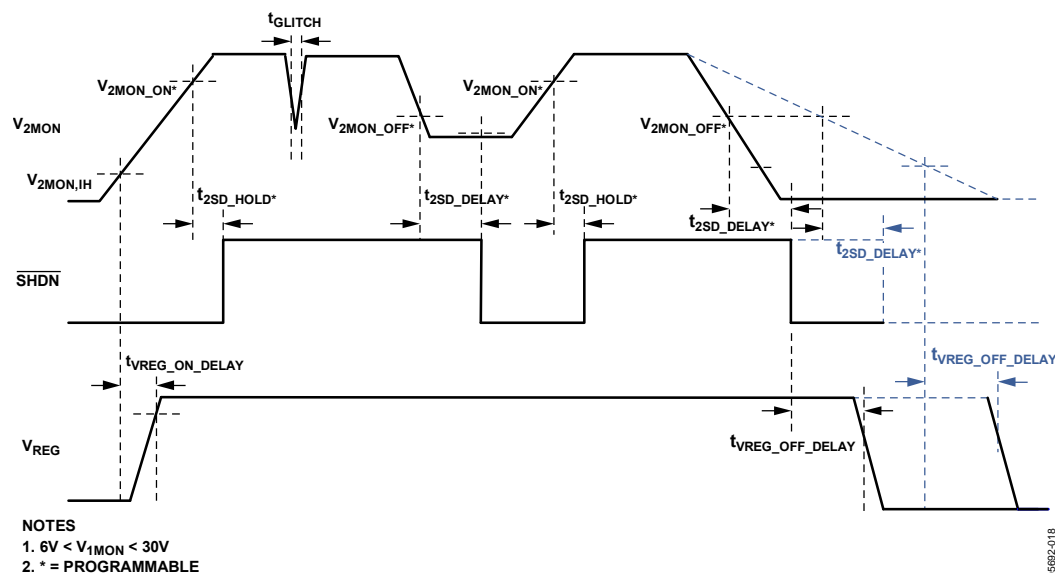 tGLITCH
V2MON_ON*
V2MON_ON*
V2MON
V2MON_OFF*
V2MON_OFF*
V2MON,IH
t2SD_HOLD*
t2SD_DELAY*
t2SD_HOLD*
t2SD_DELAY*
t2SD_DELAY*
SHDN
tVREG_ON_DELAY
tVREG_OFF_DELAY
tVREG_OFF_DELAY
VREG
NOTES
1. 6V < V1MON < 30V
2. * = PROGRAMMABLE
5692-018